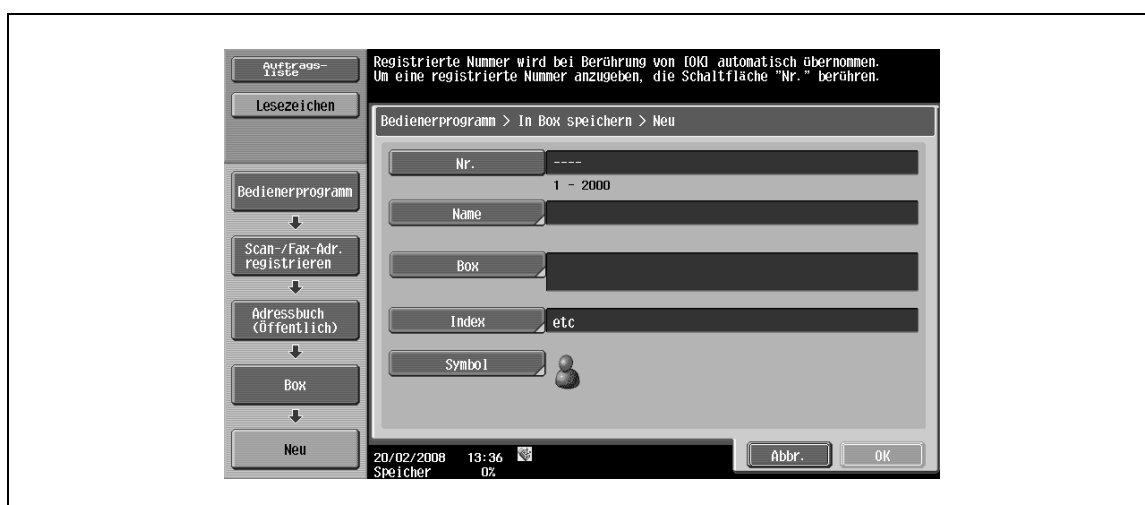 Auftrags-
liste
Lesezeichen
Bedienerprogramm
Scan-/Fax-Adr.
registrieren
Adressbuch
(Öffentlich)
Box
Neu
Registrierte Nummer wird bei Berührung von [OK] automatisch übernommen.
Um eine registrierte Nummer anzugeben, die Schaltfläche "Nr." berühren.
Bedienerprogramm > In Box speichern > Neu
Nr. ----
1 - 2000
Name
Box
Index etc
Symbol
20/02/2008 13:36
Speicher 0%
Abbr. OK